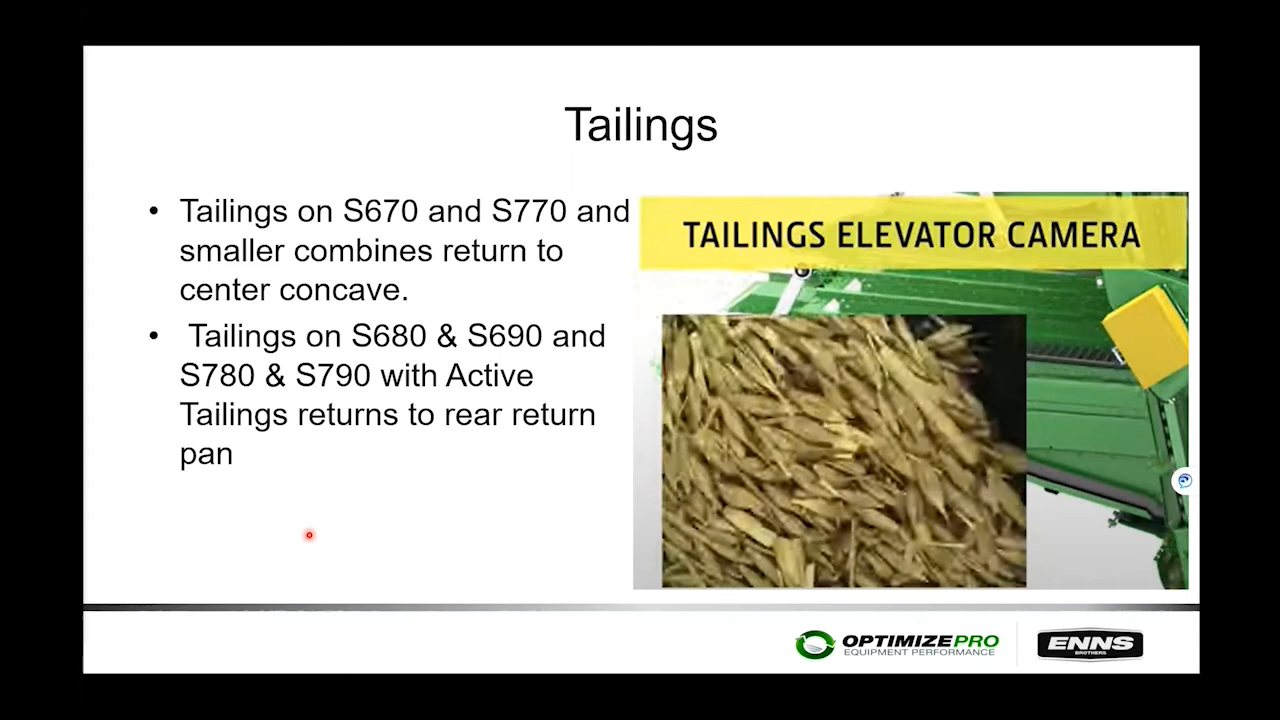 Tailings
• Tailings on S670 and S770 and
smaller combines return to
center concave.
• Tailings on S680 & S690 and
S780 & S790 with Active
Tailings returns to rear return
pan
TAILINGS ELEVATOR CAMERA
OPTIMIZEPRO
EQUIPMENT PERFORMANCE
ENNS
BROTHERS